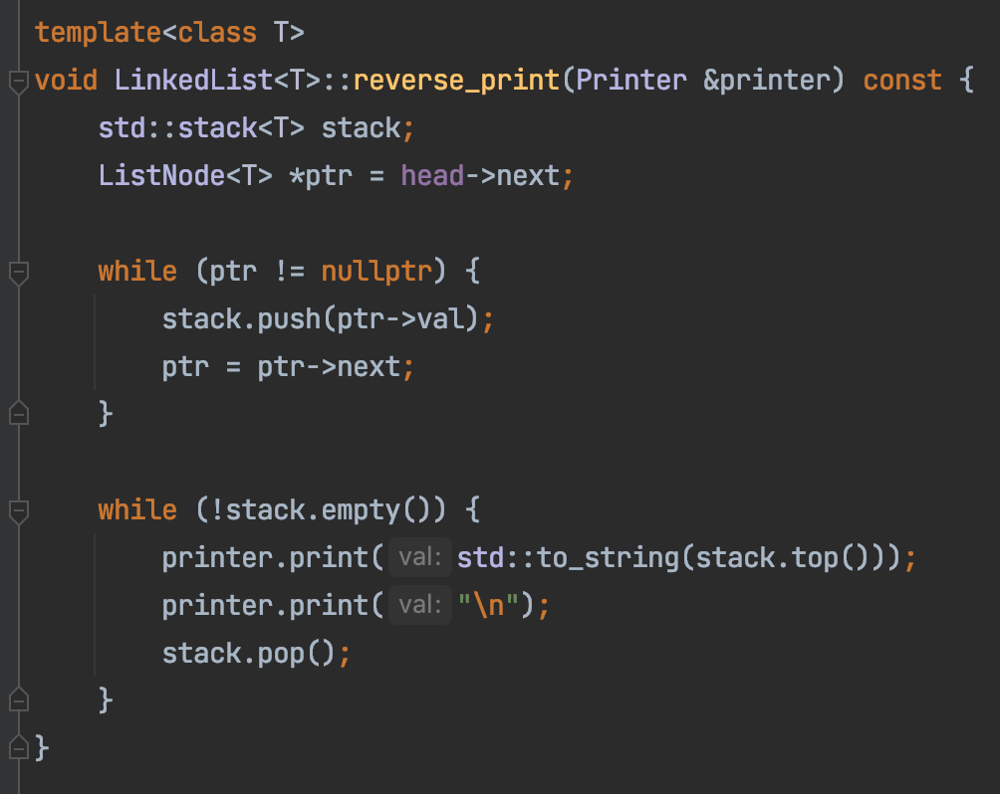 template<class T>
void LinkedList<T>::reverse_print(Printer &printer) const {
    std::stack<T> stack;
    ListNode<T> *ptr = head->next;

    while (ptr != nullptr) {
        stack.push(ptr->val);
        ptr = ptr->next;
    }

    while (!stack.empty()) {
        printer.print( val: std::to_string(stack.top()));
        printer.print( val: "\n");
        stack.pop();
    }
}